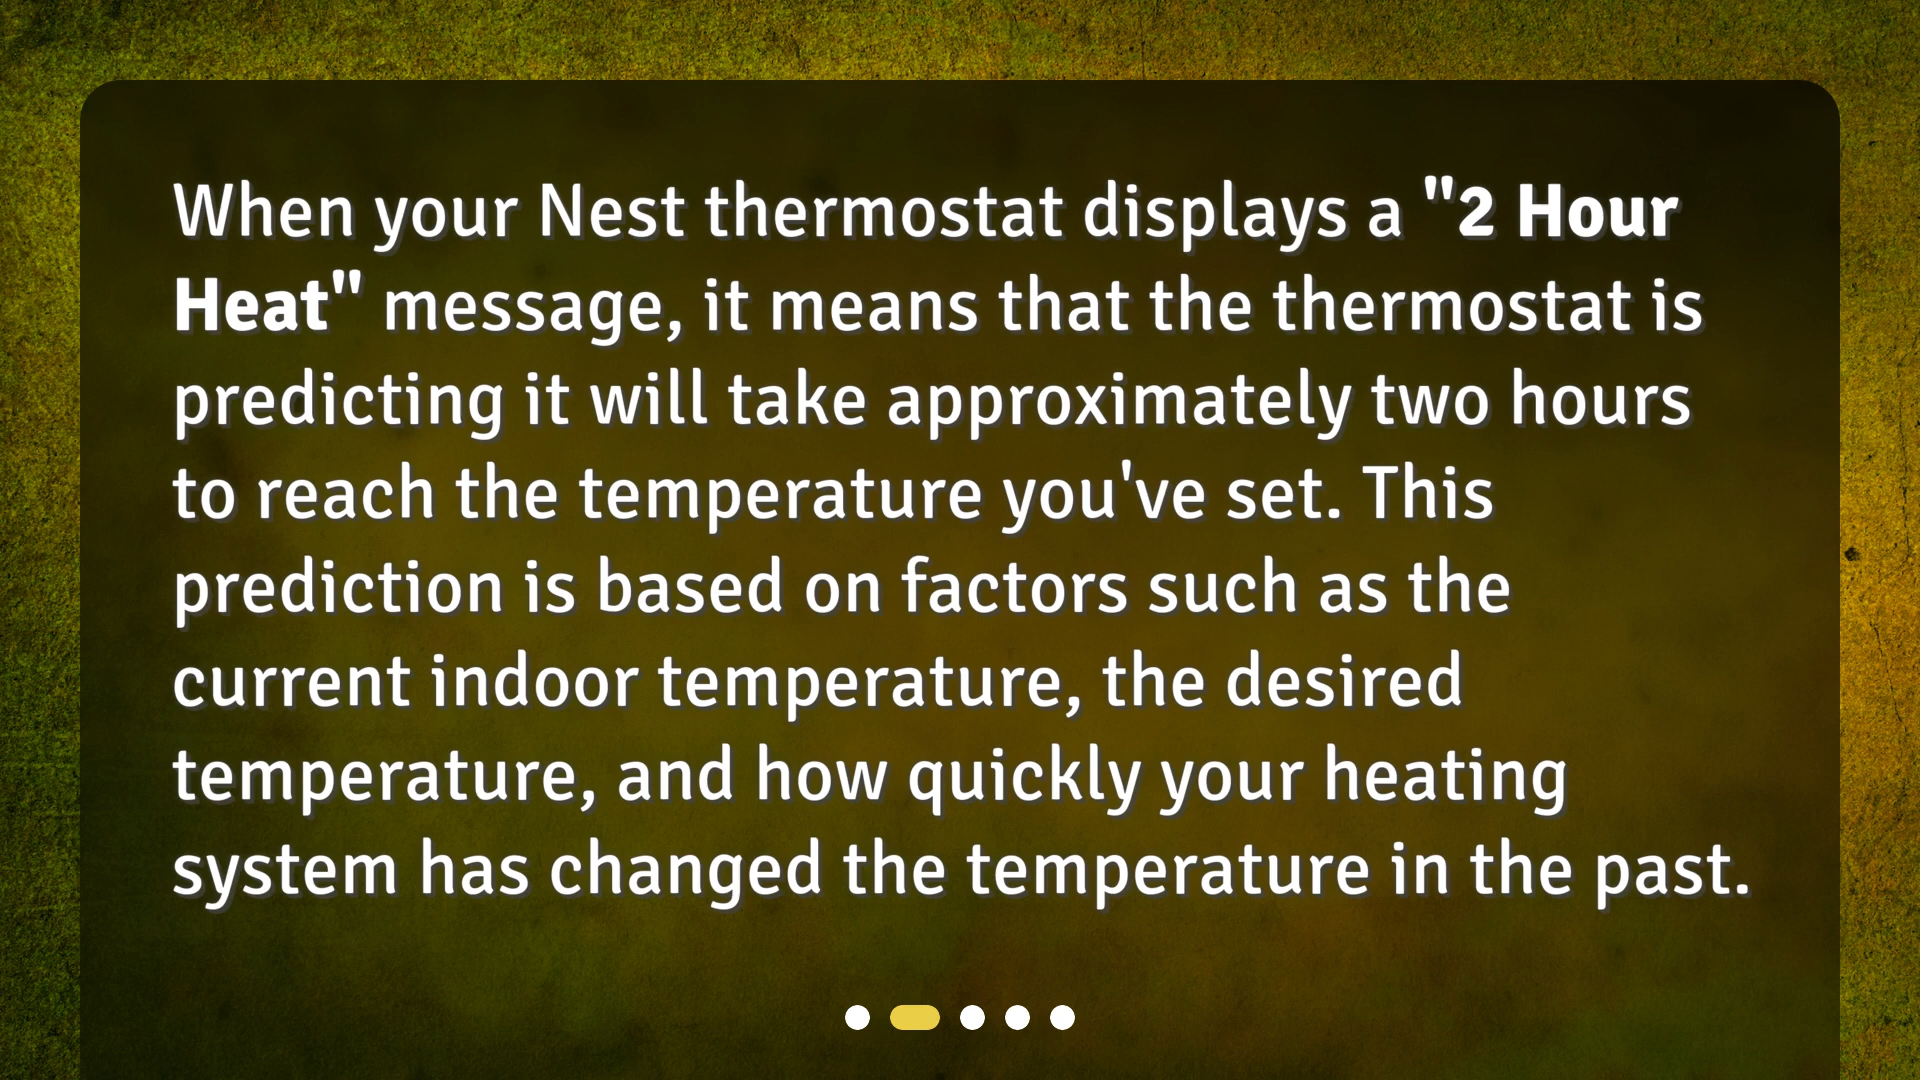 When your Nest thermostat displays a "2 Hour
Heat" message, it means that the thermostat is
predicting it will take approximately two hours
to reach the temperature you've set. This
prediction is based on factors such as the
current indoor temperature, the desired
temperature, and how quickly your heating
system has changed the temperature in the past.